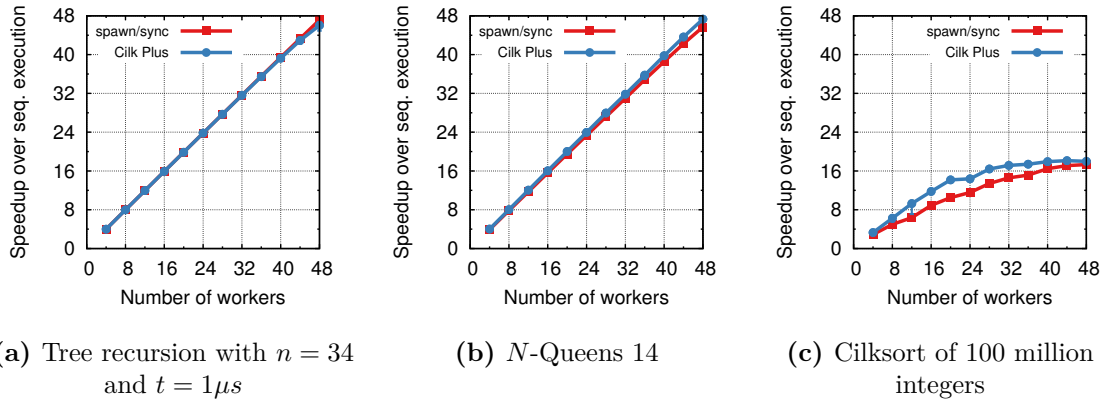 48
40
32
24
16
8
0
Speedup over seq. execution
spawn/sync
Cilk Plus
0 8 16 24 32 40 48
Number of workers
48
40
32
24
16
8
0
Speedup over seq. execution
spawn/sync
Cilk Plus
0 8 16 24 32 40 48
Number of workers
48
40
32
24
16
8
0
Speedup over seq. execution
spawn/sync
Cilk Plus
0 8 16 24 32 40 48
Number of workers
a) Tree recursion with n = 34
and t = 1μs
(b) N-Queens 14
(c) Cilksort of 100 million
integers